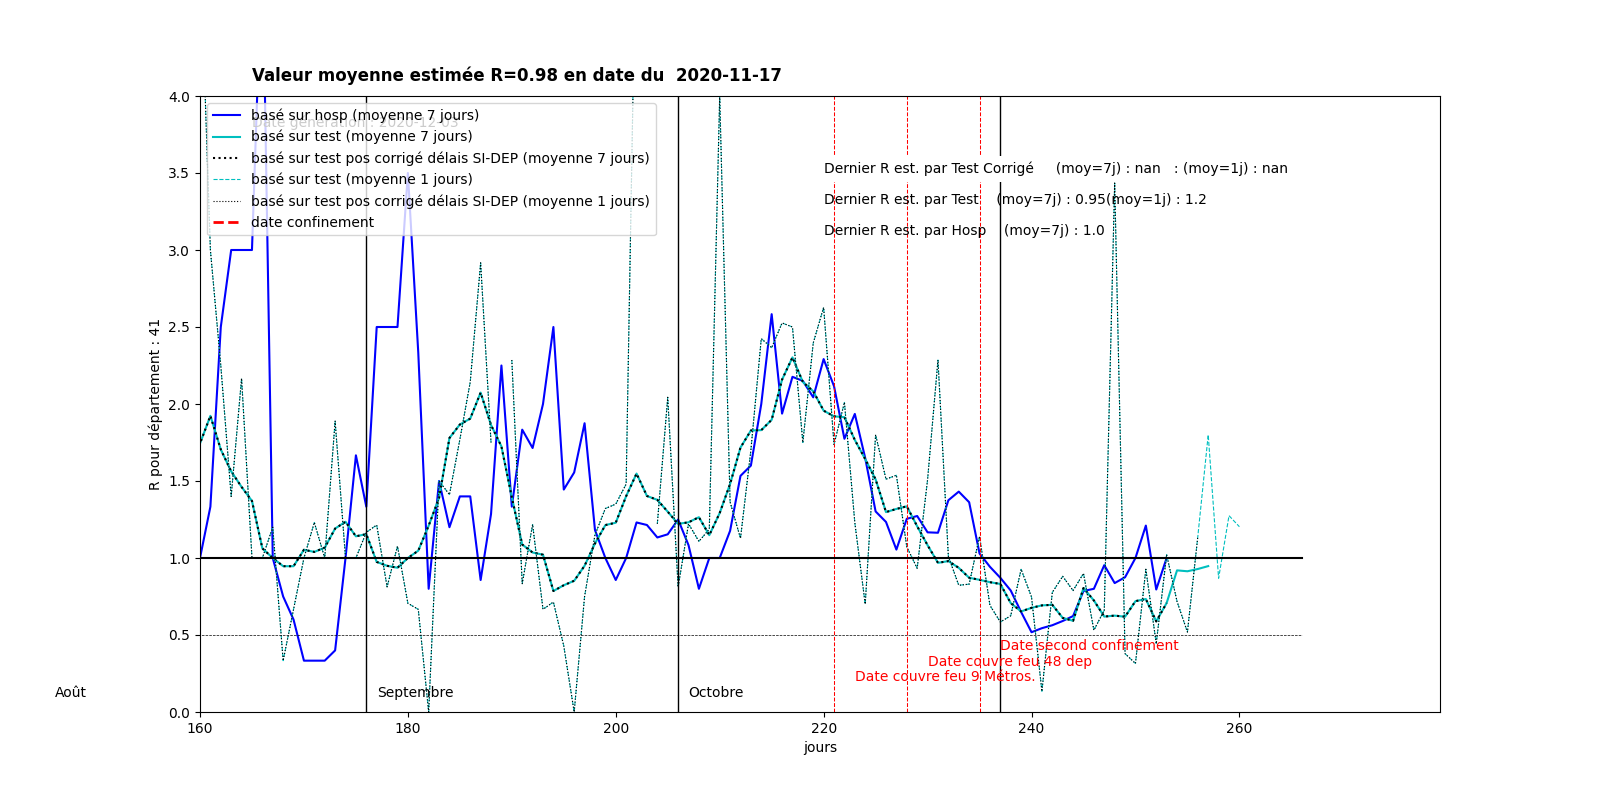 Valeur moyenne estimée R=0.98 en date du  2020-11-17
4.0
3.5
3.0
2.5
2.0
1.5
1.0
0.5
0.0
R pour département : 41
basé sur hosp (moyenne 7 jours)
basé sur test (moyenne 7 jours)
basé sur test pos corrigé délais SI-DEP (moyenne 7 jours)
basé sur test (moyenne 1 jours)
basé sur test pos corrigé délais SI-DEP (moyenne 1 jours)
date confinement
Dernier R est. par Test Corrigé     (moy=7j) : nan   : (moy=1j) : nan
Dernier R est. par Test    (moy=7j) : 0.95(moy=1j) : 1.2
Dernier R est. par Hosp    (moy=7j) : 1.0
Date second confinement
Date couvre feu 48 dep
Date couvre feu 9 Métros.
Août
Septembre
Octobre
160
180
200
220
240
260
jours